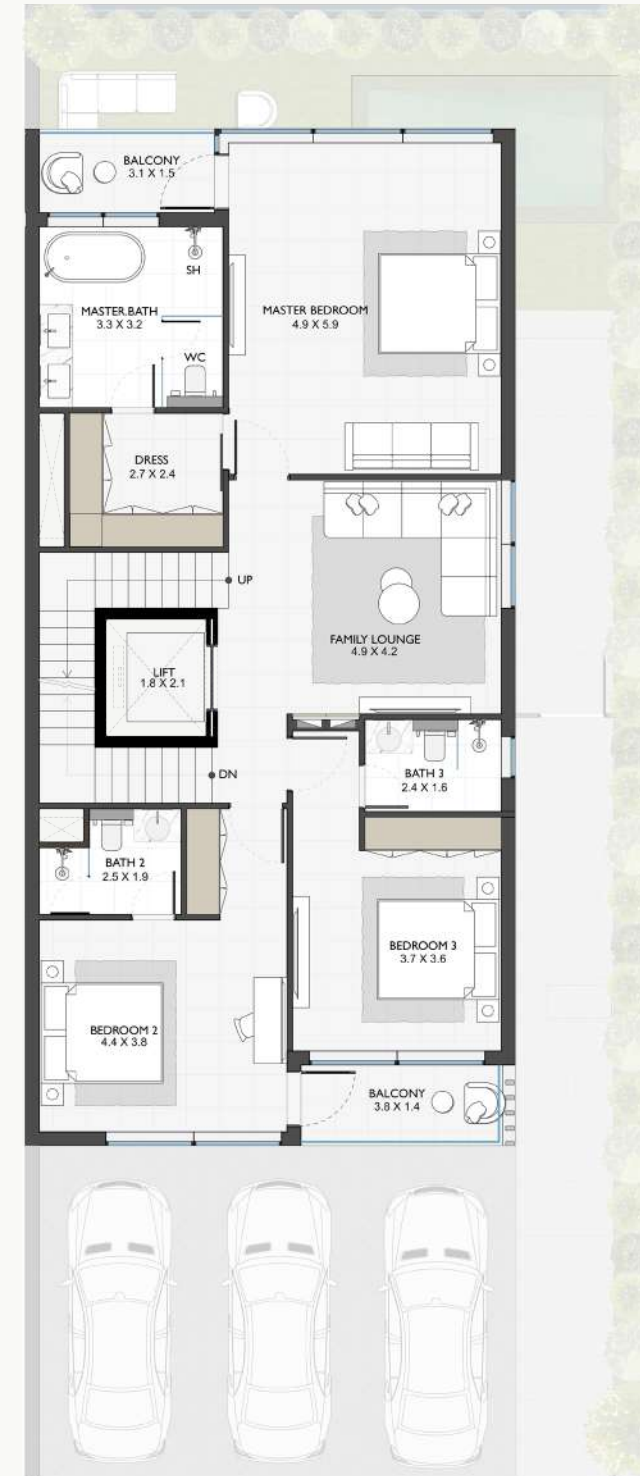 BALCONY
3.1 X 1.5
SH
MASTER.BATH
3.3 X 3.2
MASTER BEDROOM
4.9 X 5.9
WC
DRESS
2.7 X 2.4
UP
FAMILY LOUNGE
4.9 X 4.2
LIFT
1.8 X 2.1
DN
BATH 3
2.4 X 1.6
BATH 2
2.5 X 1.9
BEDROOM 3
3.7 X 3.6
BEDROOM 2
4.4 X 3.8
BALCONY
3.8 X 1.4